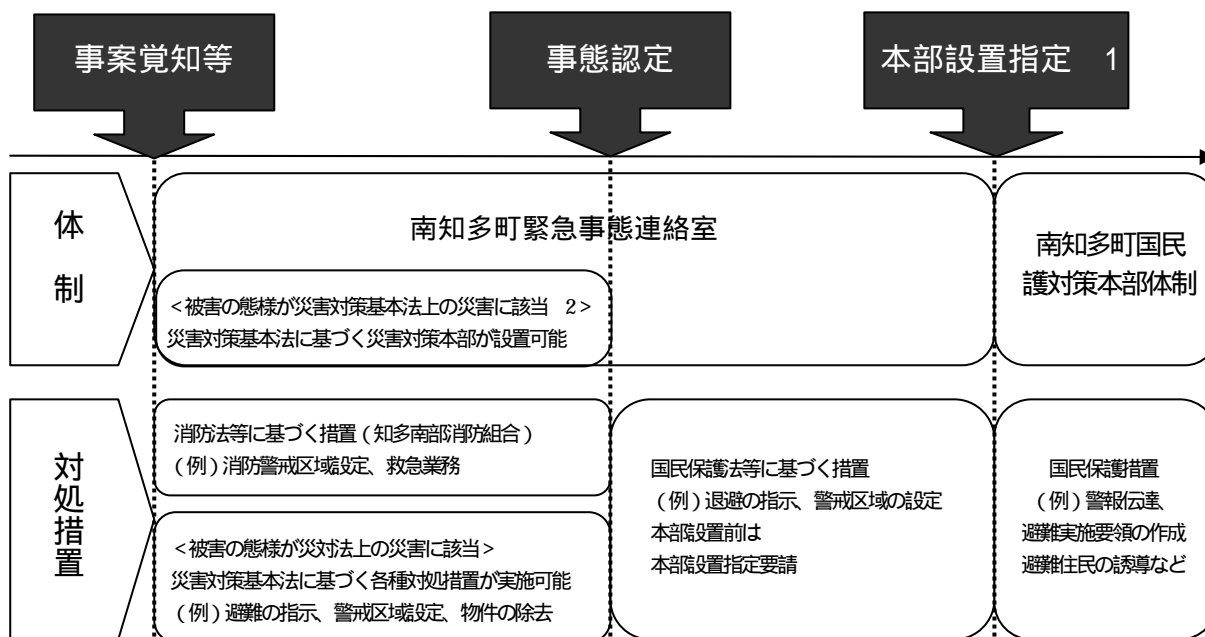 事案覚知等
事態認定
本部設置指定 1
体制
南知多町緊急事態連絡室
<被害の態様が災害対策基本法上の災害に該当 2>
災害対策基本法に基づく災害対策本部が設置可能
南知多町国民
護対策本部体制
対処措置
消防法等に基づく措置(知多南部消防組合)
(例)消防警戒区域設定、救急業務
<被害の態様が災対法上の災害に該当>
災害対策基本法に基づく各種対処措置が実施可能
(例)避難の指示、警戒区域設定、物件の除去
国民保護法等に基づく措置
(例)退避の指示、警戒区域の設定
本部設置前は
本部設置指定要請
国民保護措置
(例)警報伝達、
避難実施要領の作成
避難住民の誘導など